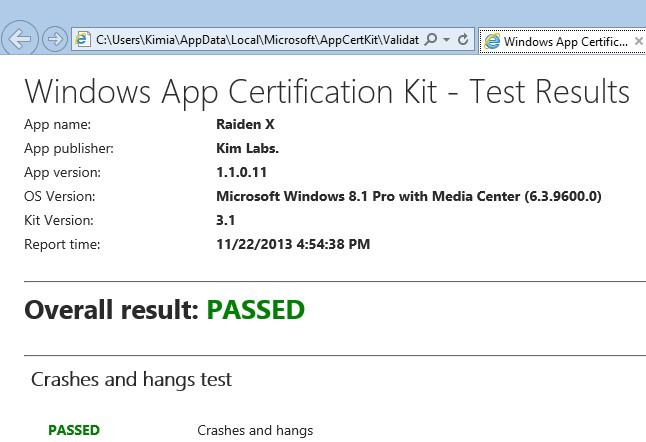 C:\Users\Kimia\AppData\Local\Microsoft\AppCertKit\Validat
Windows App Certific...
Windows App Certification Kit - Test Results
App name: Raiden X
App publisher: Kim Labs.
App version: 1.1.0.11
OS Version: Microsoft Windows 8.1 Pro with Media Center (6.3.9600.0)
Kit Version: 3.1
Report time: 11/22/2013 4:54:38 PM
Overall result: PASSED
Crashes and hangs test
PASSED Crashes and hangs